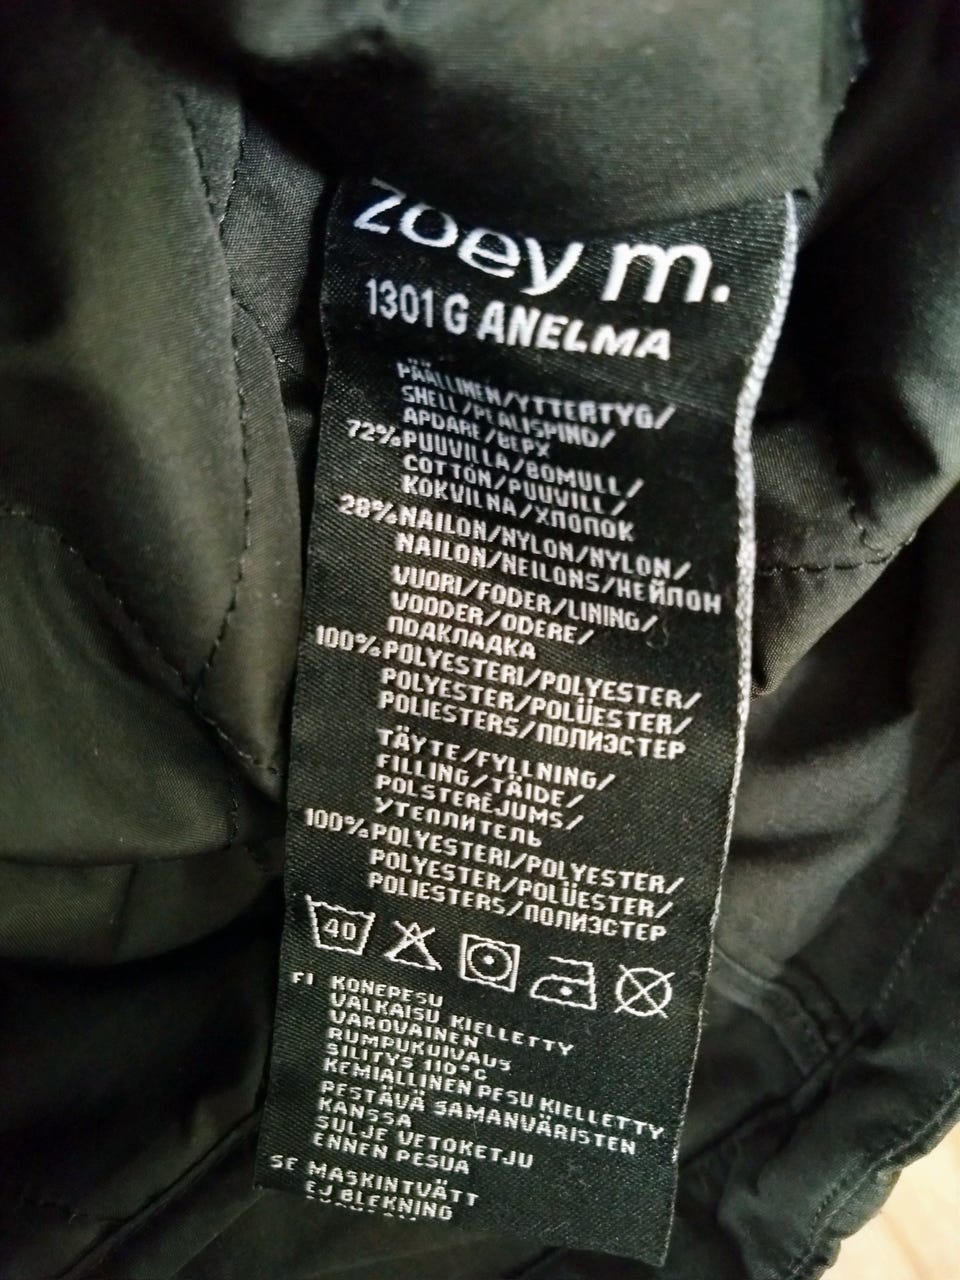 zoey m.
1301 G ANELMA
PÄÄLLINEN/YTTERTYG/
SHELL/PEALISPIND/
APDARE/ВЕРХ
72% PUUVILLA/BOMULL/
COTTON/PUUVILL/
KOKVILNA/ХЛОПОК
28% NAILON/NYLON/NYLON/
NAILON/NEILONS/НЕЙЛОН
VUORI/FODER/LINING/
VOODER/ODERE/
ПОДКЛАДКА
100% POLYESTERI/POLYESTER/
POLYESTER/POLÜESTER/
POLIESTERS/ПОЛИЭСТЕР
TÄYTE/FYLLNING/
FILLING/TÄIDE/
POLSTERĒJUMS/
УТЕПЛИТЕЛЬ
100% POLYESTERI/POLYESTER/
POLYESTER/POLÜESTER/
POLIESTERS/ПОЛИЭСТЕР
40
FI KONEPESU
VALKAISU KIELLETTY
VAROVAINEN
RUMPUKUIVAUS
SILITYS 110°C
KEMIALLINEN PESU KIELLETTY
PESTÄVÄ SAMANVÄRISTEN
KANSSA
SULJE VETOKETJU
ENNEN PESUA
SE MASKINTVÄTT
EJ BLEKNING